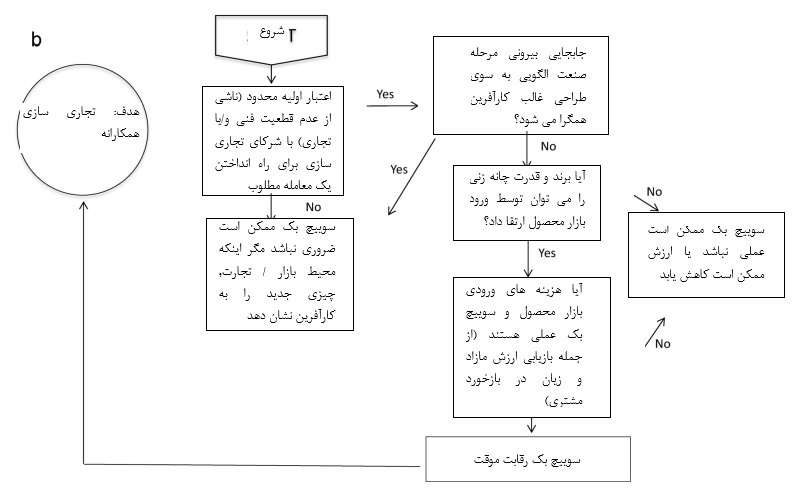 b
شروع
هدف: تجاری سازی
همکارانه
اعتبار اولیه محدود (ناشی
از عدم قطعیت فنی و/یا
تجاری) با شرکای تجاری
سازی برای راه انداختن
یک معامله مطلوب
Yes
جابجایی بیرونی مرحله
صنعت الگویی به سوی
طراحی غالب کارآفرین
همگرا می شود؟
No
Yes
آیا برند و قدرت چانه زنی
را می توان توسط ورود
بازار محصول ارتقا داد؟
No
سوییچ بک ممکن است
ضروری نباشد مگر اینکه
محیط بازار / تجارت,
چیزی جدید را به
کارآفرین نشان دهد
No
سوییچ بک ممکن است
عملی نباشد یا ارزش
ممکن است کاهش یابد
Yes
آیا هزینه های ورودی
بازار محصول و سوییچ
بک عملی هستند (از
جمله بازیابی ارزش مازاد
و زیان در بازخورد
مشتری)
No
سوییچ بک رقابت موقت